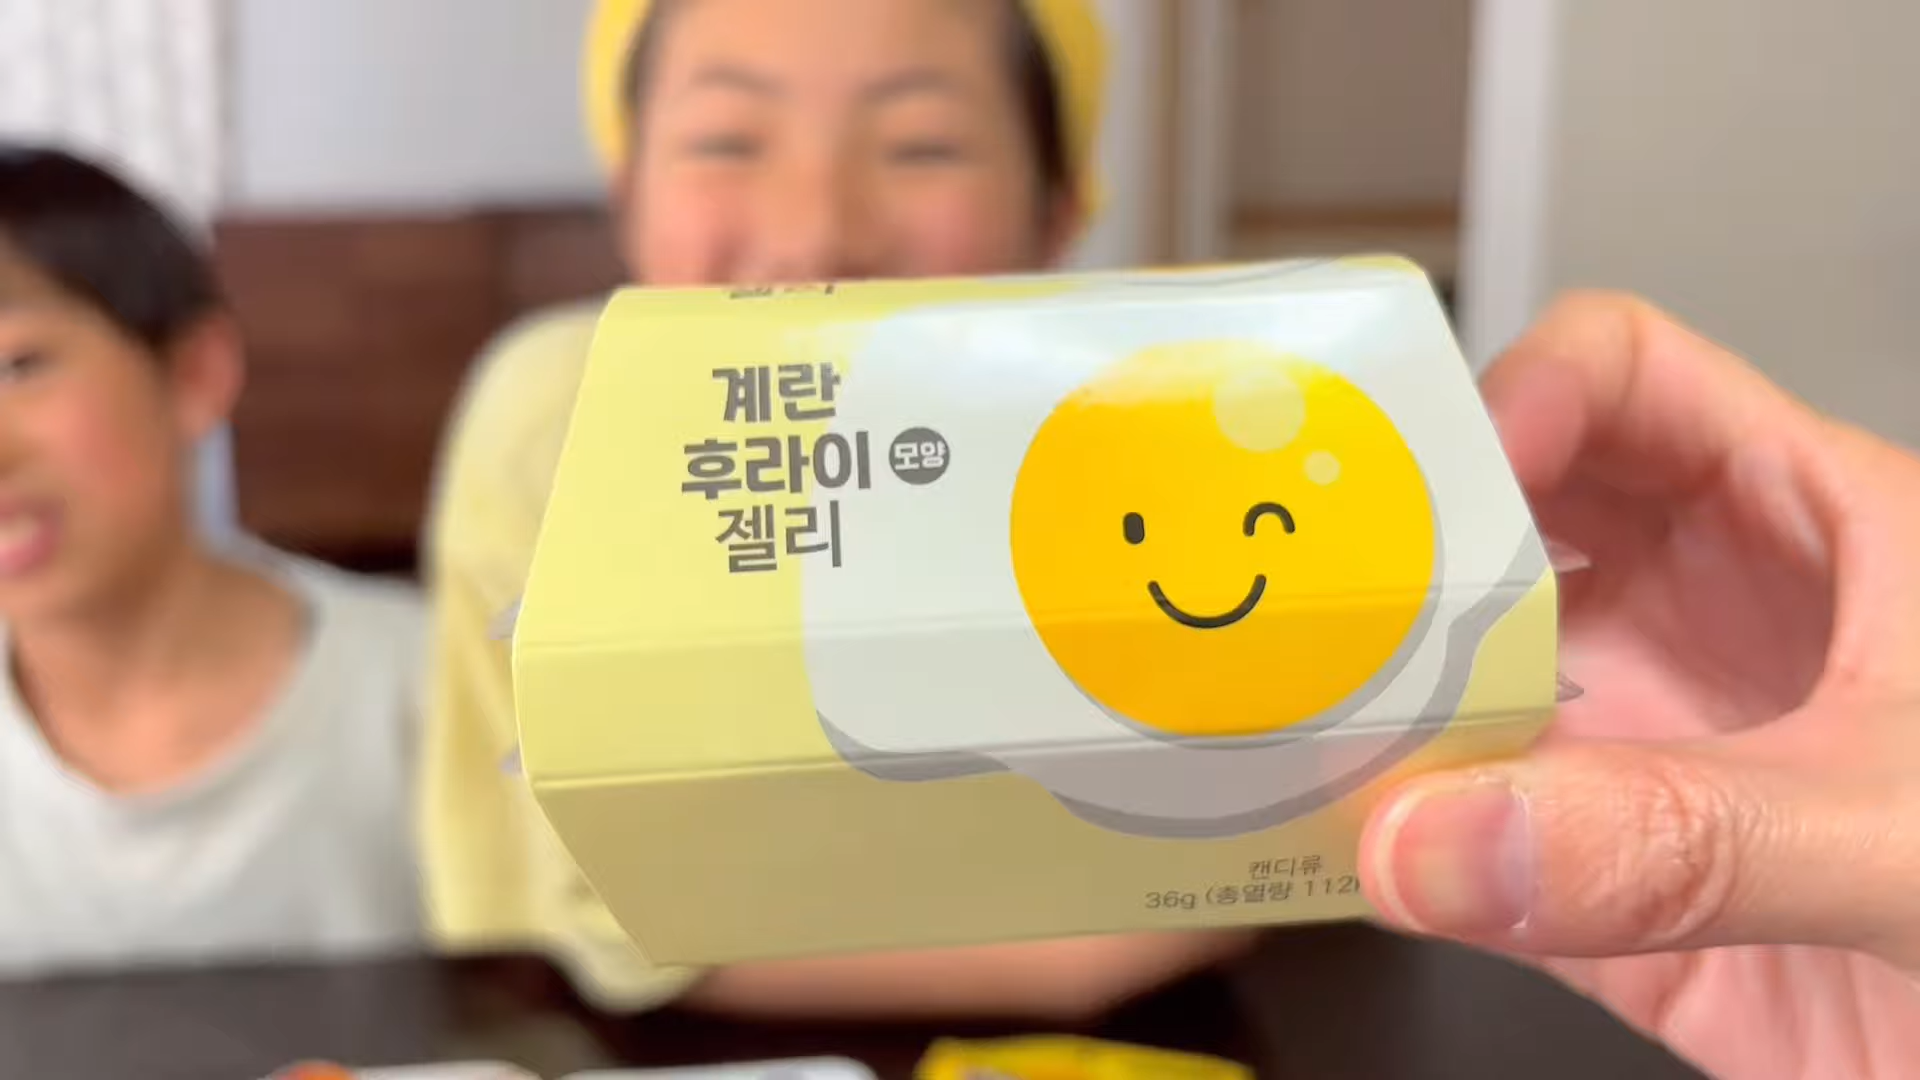 계란
후라이 모양
젤리
캔디류
36g (총열량 112